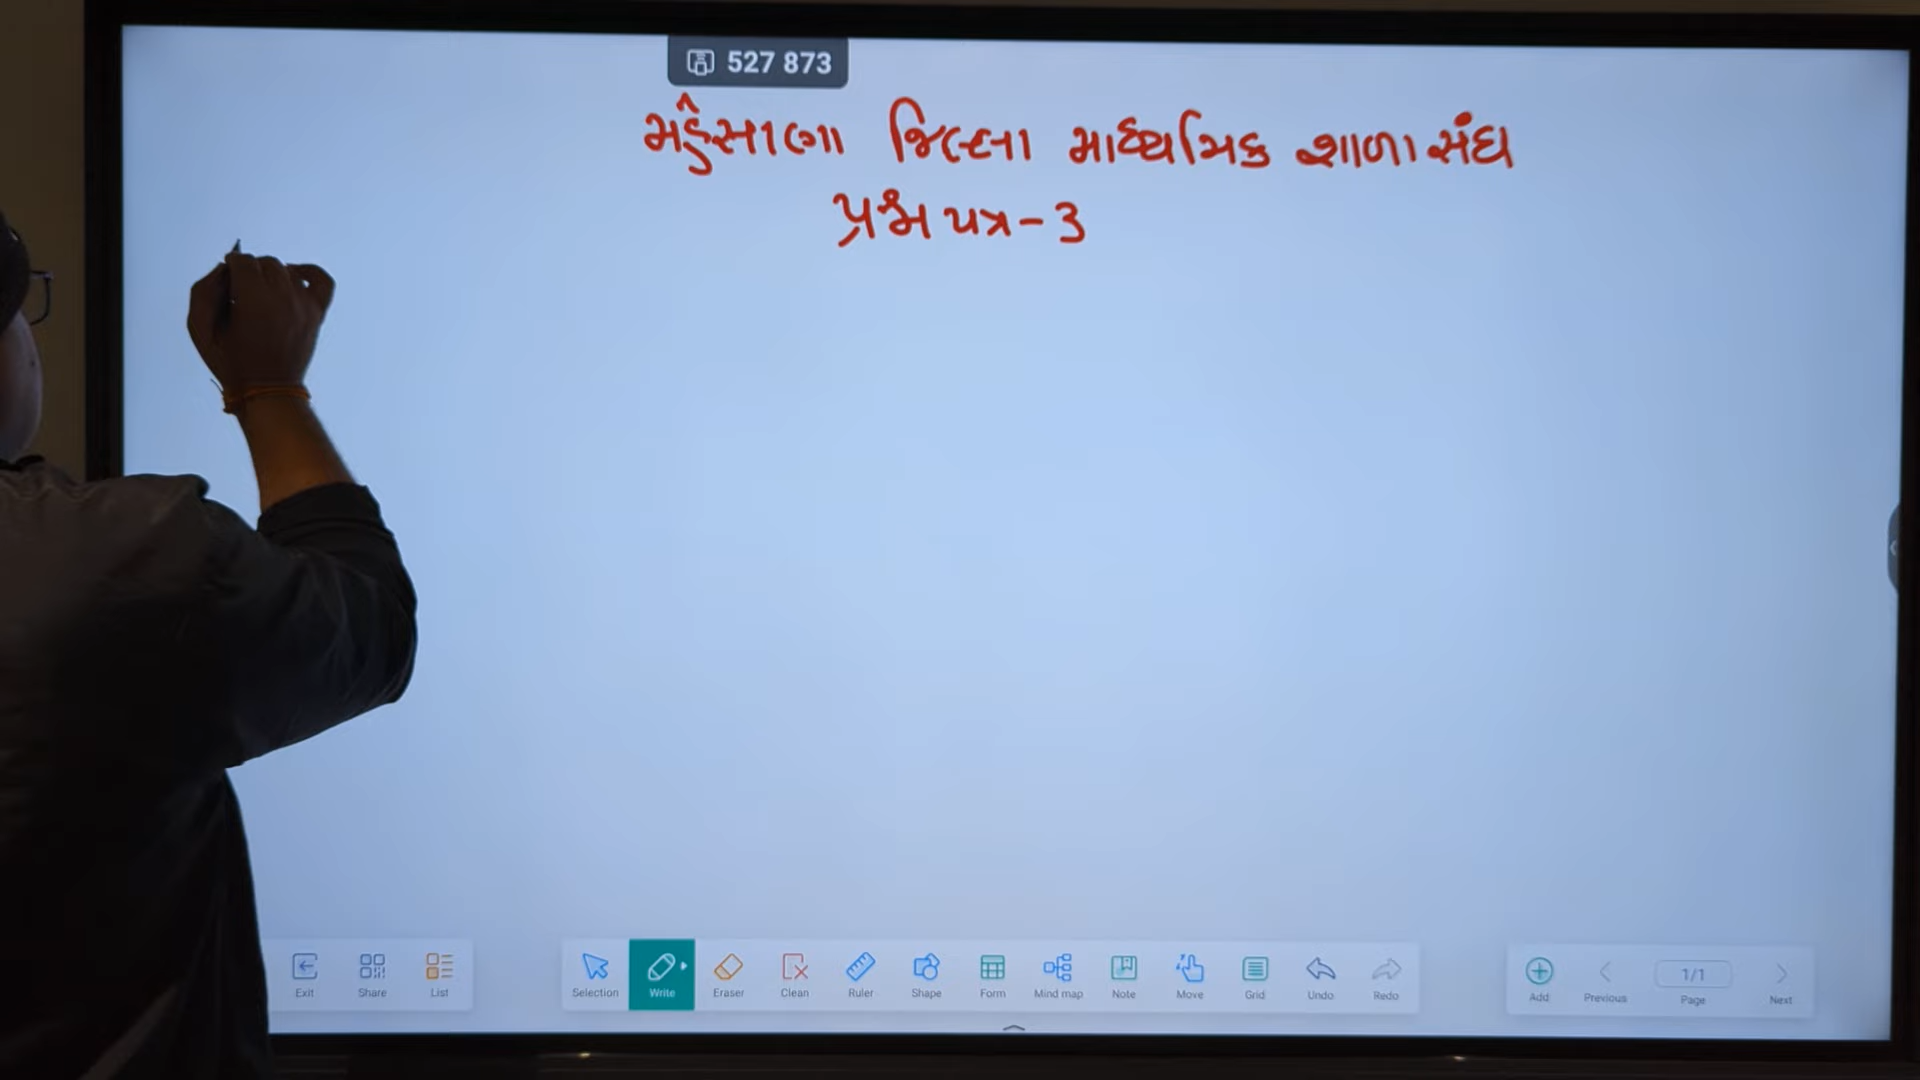 527 873
મહેસાણા જિલ્લા માધ્યમિક શાળા સંઘ
પ્રશ્ન પત્ર - 3
Exit Share List Selection Write Eraser Clean Ruler Shape Form Mind map Note Move Grid Undo Redo Add Previous 1/1 Page Next